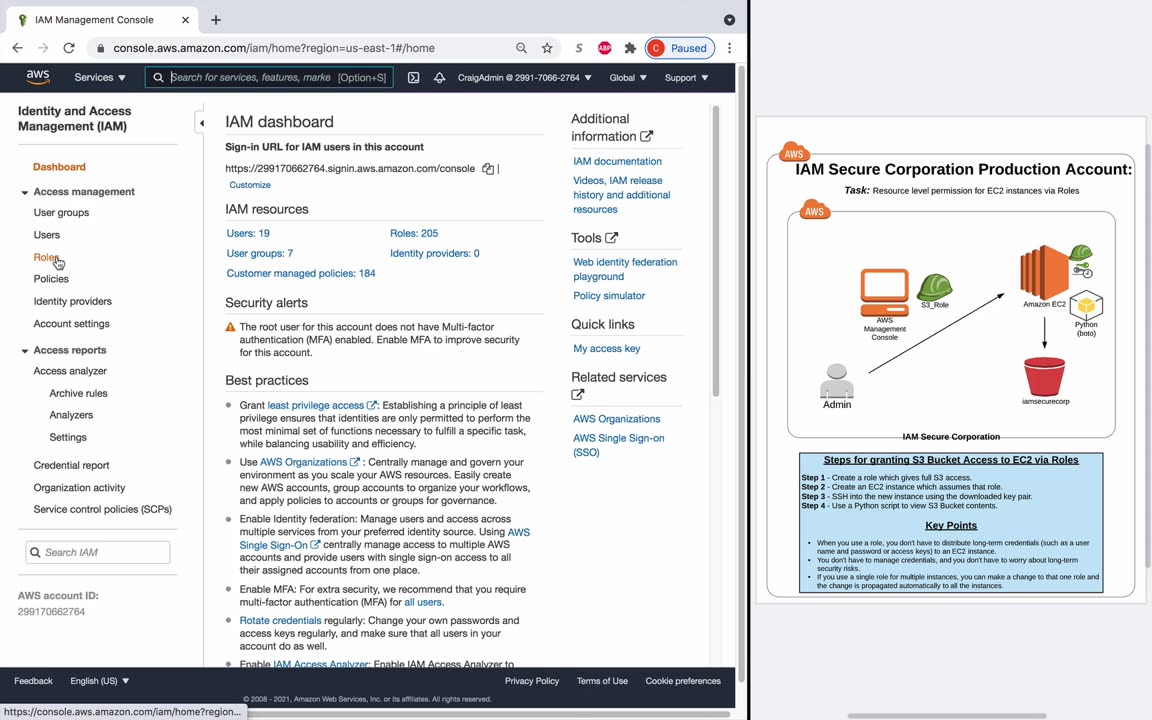 IAM Management Console
console.aws.amazon.com/iam/home?region=us-east-1#/home
S
ABP
C Paused
aws
Services
Search for services, features, marke [Option+S]
CraigAdmin @ 2991-7066-2764
Global
Support
Identity and Access
Management (IAM)
Dashboard
Access management
User groups
Users
Roles
Policies
Identity providers
Account settings
Access reports
Access analyzer
Archive rules
Analyzers
Settings
Credential report
Organization activity
Service control policies (SCPs)
Search IAM
AWS account ID:
299170662764
IAM dashboard
Sign-in URL for IAM users in this account
https://299170662764.signin.aws.amazon.com/console |
Customize
IAM resources
Users: 19
Roles: 205
User groups: 7
Identity providers: 0
Customer managed policies: 184
Security alerts
The root user for this account does not have Multi-factor
authentication (MFA) enabled. Enable MFA to improve security
for this account.
Best practices
Grant least privilege access : Establishing a principle of least
privilege ensures that identities are only permitted to perform the
most minimal set of functions necessary to fulfill a specific task,
while balancing usability and efficiency.
Use AWS Organizations : Centrally manage and govern your
environment as you scale your AWS resources. Easily create
new AWS accounts, group accounts to organize your workflows,
and apply policies to accounts or groups for governance.
Enable Identity federation: Manage users and access across
multiple services from your preferred identity source. Using AWS
Single Sign-On centrally manage access to multiple AWS
accounts and provide users with single sign-on access to all
their assigned accounts from one place.
Enable MFA: For extra security, we recommend that you require
multi-factor authentication (MFA) for all users.
Rotate credentials regularly: Change your own passwords and
access keys regularly, and make sure that all users in your
account do as well.
Enable IAM Access Analyzer: Enable IAM Access Analyzer to
Additional
information
IAM documentation
Videos, IAM release
history and additional
resources
Tools
Web identity federation
playground
Policy simulator
Quick links
My access key
Related services
AWS Organizations
AWS Single Sign-on
(SSO)
Feedback
English (US)
Privacy Policy
Terms of Use
Cookie preferences
© 2008 - 2021, Amazon Web Services, Inc. or its affiliates. All rights reserved.
https://console.aws.amazon.com/iam/home?region...
AWS
IAM Secure Corporation Production Account:
Task: Resource level permission for EC2 instances via Roles
AWS
S3_Role
AWS
Management
Console
Amazon EC2
Python
(boto)
Admin
iamsecurecorp
IAM Secure Corporation
Steps for granting S3 Bucket Access to EC2 via Roles
Step 1 - Create a role which gives full S3 access.
Step 2 - Create an EC2 instance which assumes that role.
Step 3 - SSH into the new instance using the downloaded key pair.
Step 4 - Use a Python script to view S3 Bucket contents.
Key Points
When you use a role, you don't have to distribute long-term credentials (such as a user
name and password or access keys) to an EC2 instance.
You don't have to manage credentials, and you don't have to worry about long-term
security risks.
If you use a single role for multiple instances, you can make a change to that one role and
the change is propagated automatically to all the instances.